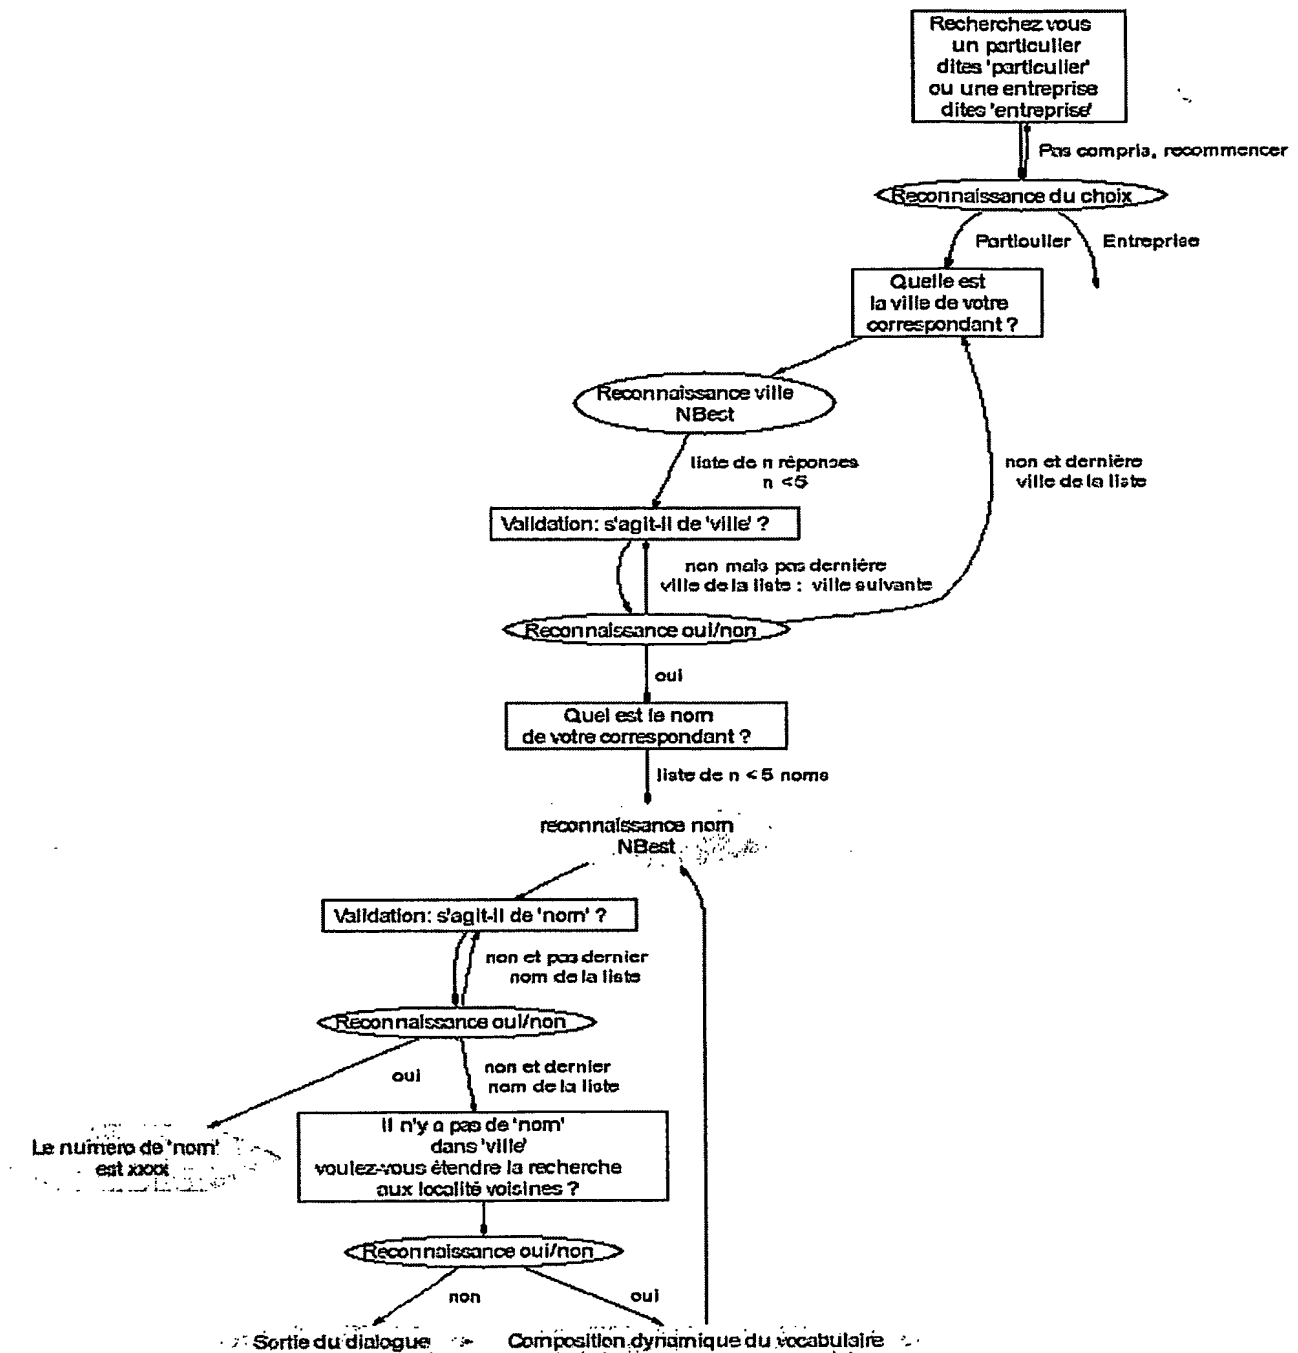 Recherchez vous
un particulier
dites 'particulier'
ou une entreprise
dites 'entreprise'
Pas compris, recommencer
Reconnaissance du choix
Particulier
Entreprise
Quelle est
la ville de votre
correspondant ?
Reconnaissance ville
NBest
liste de n réponses
n <5
non et dernière
ville de la liste
Validation: s'agit-il de 'ville' ?
non mais pas dernière
ville de la liste : ville suivante
Reconnaissance oui/non
oui
Quel est le nom
de votre correspondant ?
liste de n < 5 noms
reconnaissance nom
NBest
Validation: s'agit-il de 'nom' ?
non et pas dernier
nom de la liste
Reconnaissance oui/non
oui
non et dernier
nom de la liste
Le numéro de 'nom'
est xxxx
Il n'y a pas de 'nom'
dans 'ville'
voulez-vous étendre la recherche
aux localité voisines ?
Reconnaissance oui/non
non
oui
Sortie du dialogue
Composition dynamique du vocabulaire